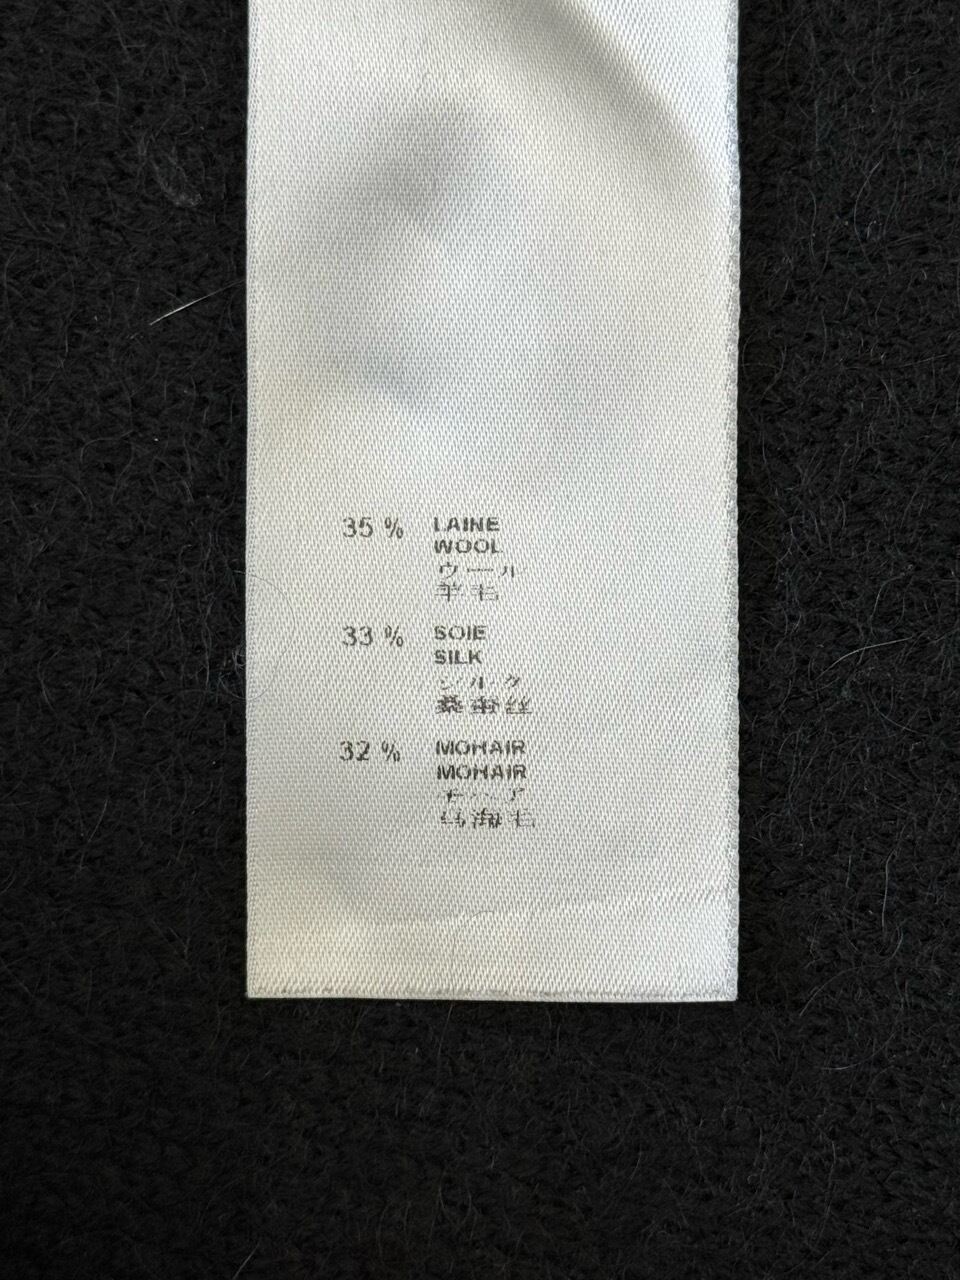 35 % LAINE
WOOL
ウール
羊毛
33 % SOIE
SILK
シルク
桑蚕丝
32 % MOHAIR
MOHAIR
モヘア
马海毛